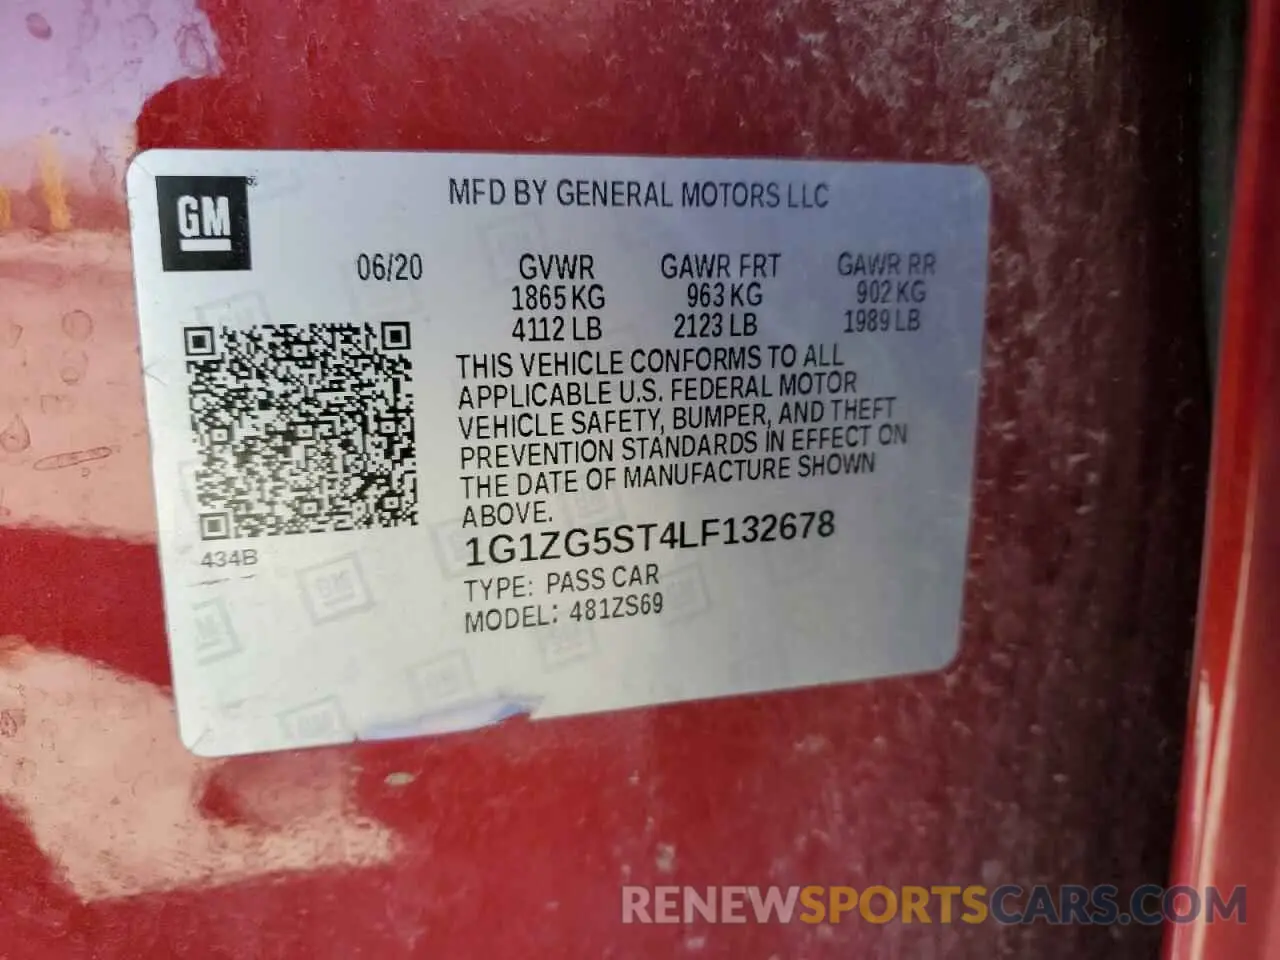 GM
MFD BY GENERAL MOTORS LLC
06/20 GVWR GAWR FRT GAWR RR
1865 KG 963 KG 902 KG
4112 LB 2123 LB 1989 LB
THIS VEHICLE CONFORMS TO ALL
APPLICABLE U.S. FEDERAL MOTOR
VEHICLE SAFETY, BUMPER, AND THEFT
PREVENTION STANDARDS IN EFFECT ON
THE DATE OF MANUFACTURE SHOWN
ABOVE.
434B
1G1ZG5ST4LF132678
TYPE: PASS CAR
MODEL: 481ZS69
RENEWSPORTSCARS.COM